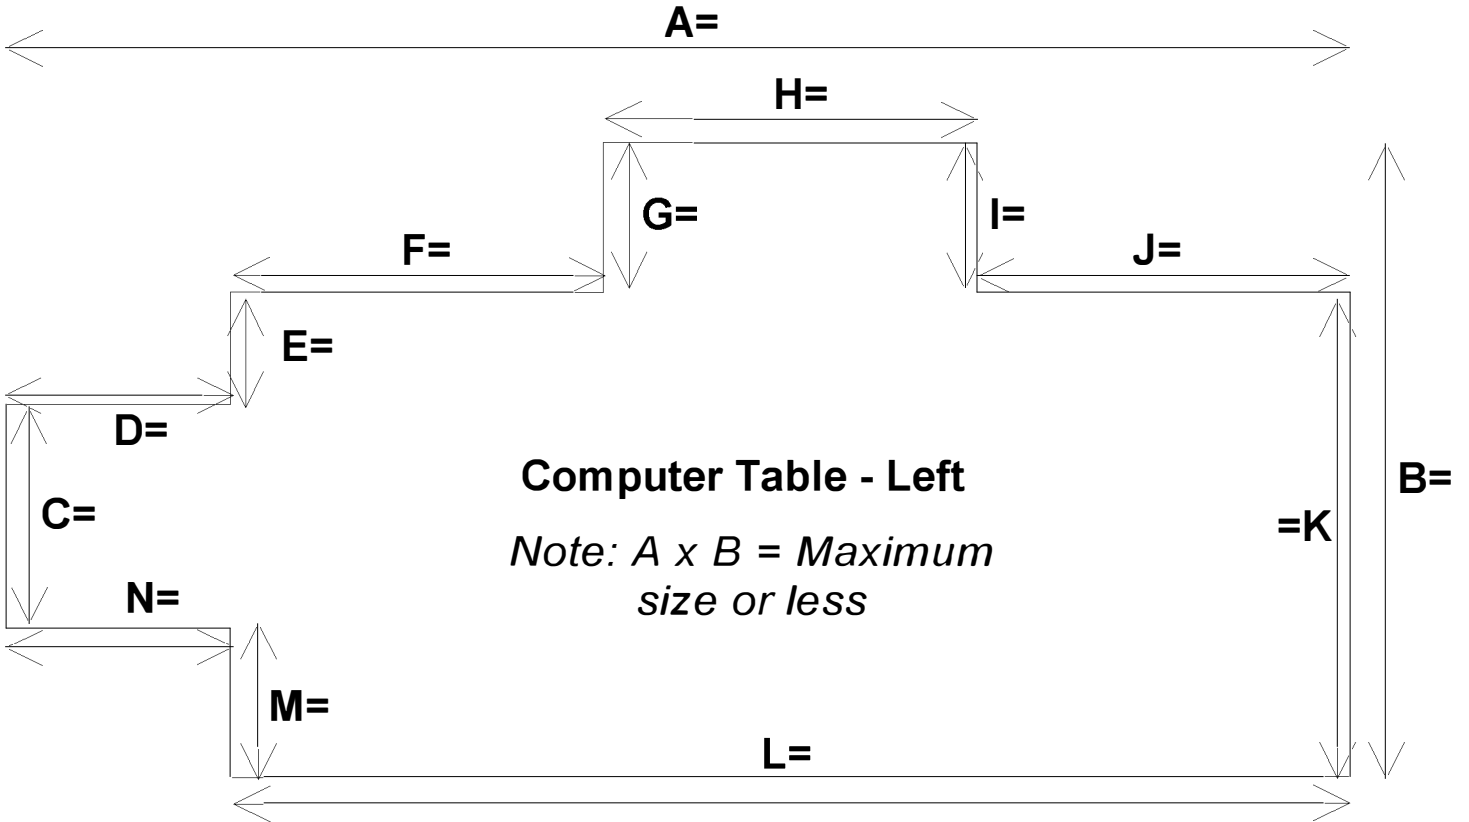 A=
H=
G=
I=
F=
J=
E=
D=
Computer Table - Left
B=
C=
=K
Note: A x B = Maximum
size or less
N=
M=
L=